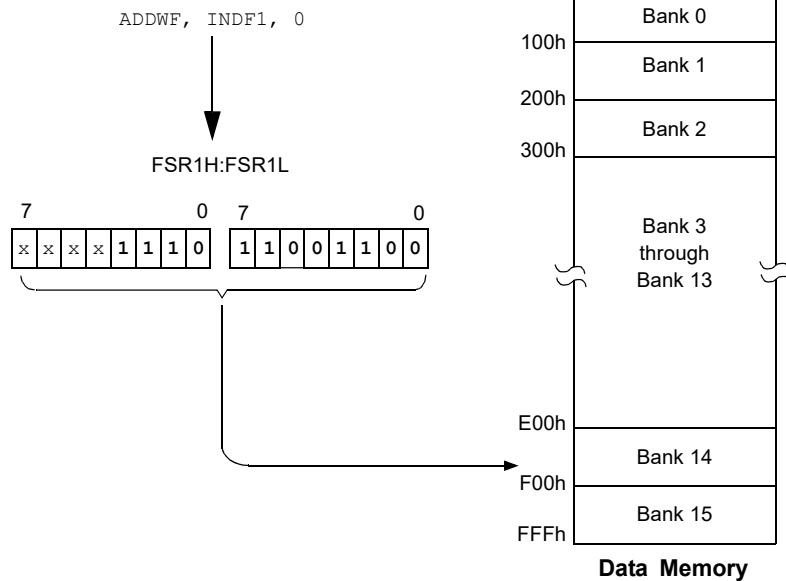 ADDWF, INDF1, 0
FSR1H:FSR1L
7 0 7 0
x x x x 1 1 1 0 1 1 0 0 1 1 0 0
Bank 0
100h
Bank 1
200h
Bank 2
300h
Bank 3
through
Bank 13
E00h
Bank 14
F00h
Bank 15
FFFh
Data Memory